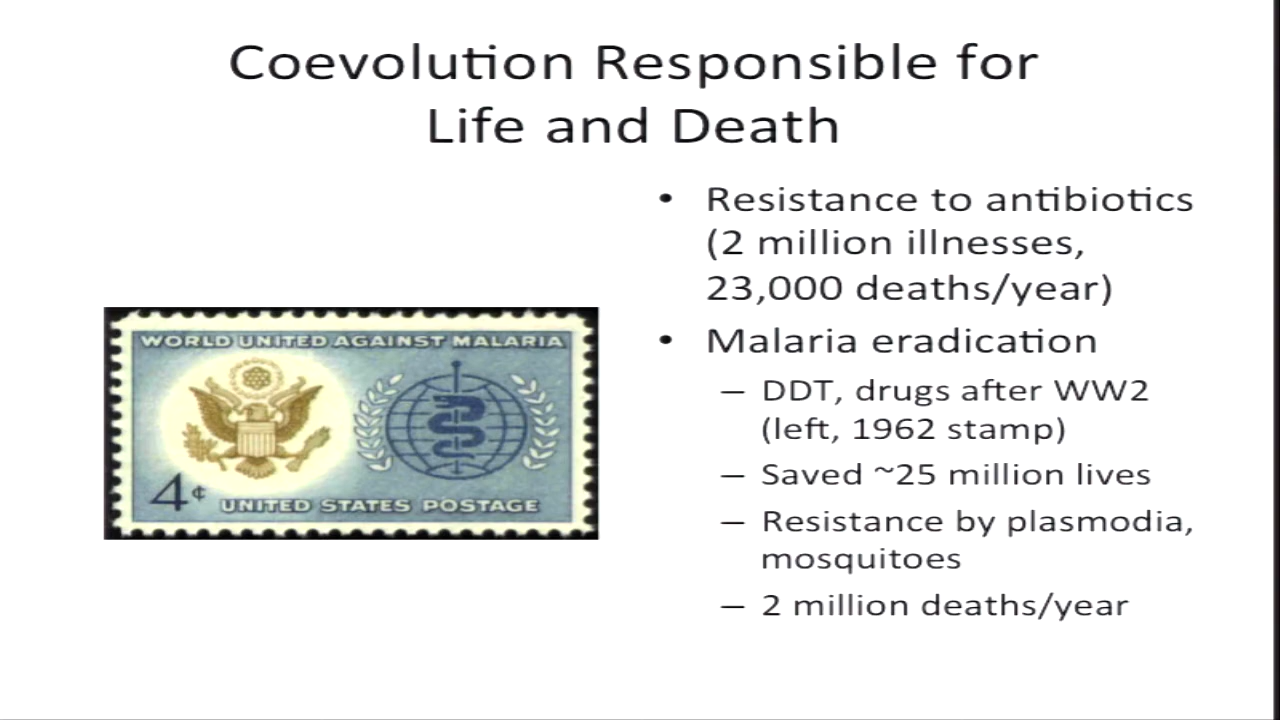 Coevolution Responsible for
Life and Death
• Resistance to antibiotics
(2 million illnesses,
23,000 deaths/year)
• Malaria eradication
– DDT, drugs after WW2
(left, 1962 stamp)
– Saved ~25 million lives
– Resistance by plasmodia,
mosquitoes
– 2 million deaths/year
WORLD UNITED AGAINST MALARIA
4¢
UNITED STATES POSTAGE